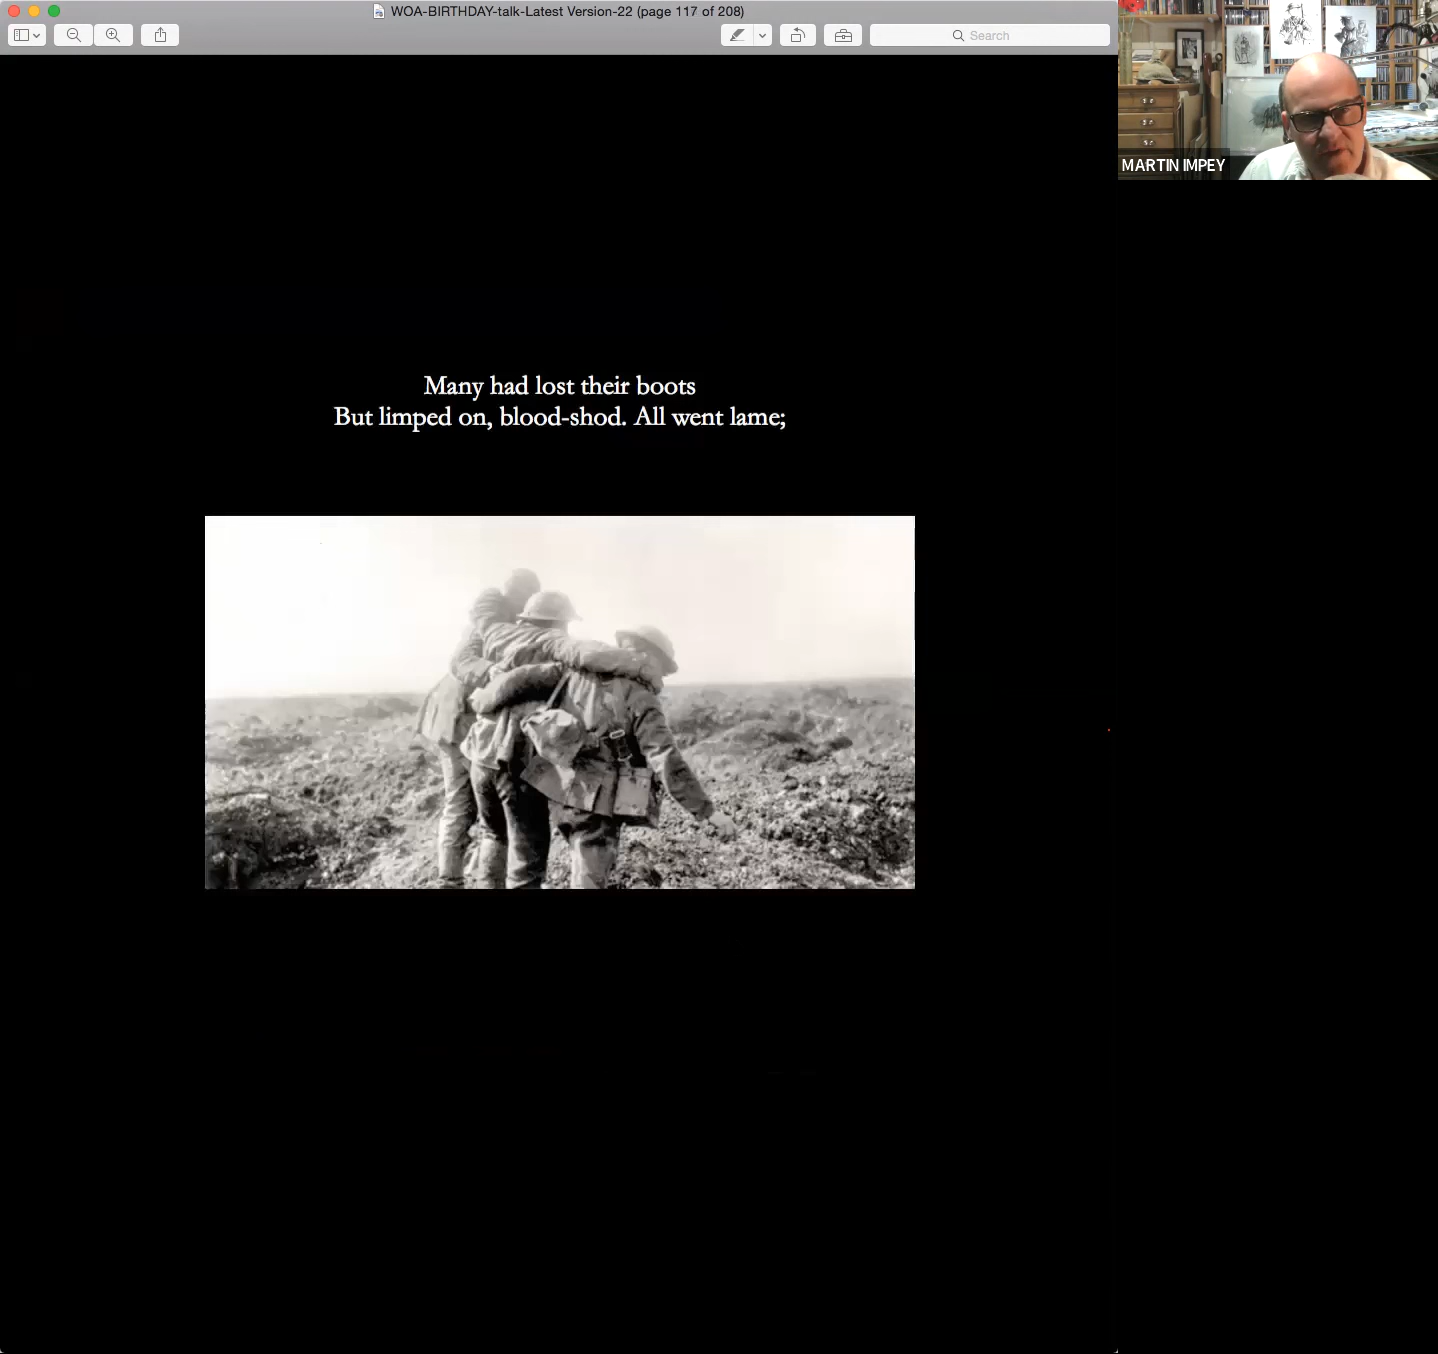 WOA-BIRTHDAY-talk-Latest Version-22 (page 117 of 208)
Search
MARTIN IMPEY
Many had lost their boots
But limped on, blood-shod. All went lame;